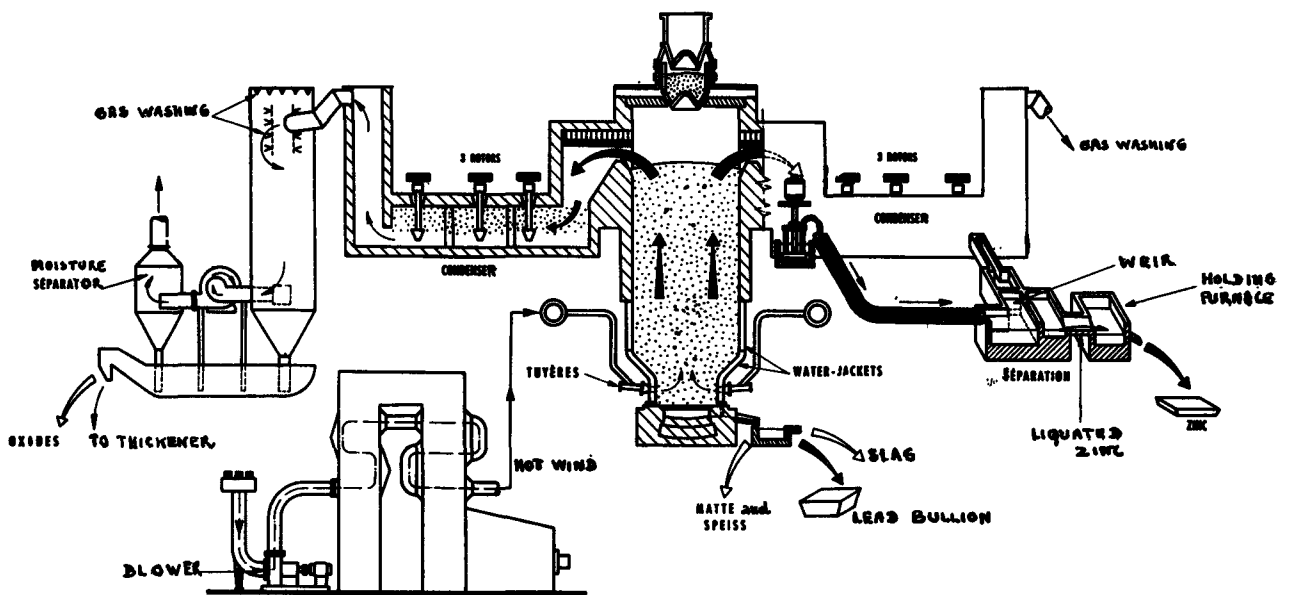 GAS WASHING
3 ROTORS
3 ROTORS
GAS WASHING
CONDENSER
MOISTURE
SÉPARATOR
CONDENSER
WEIR
HOLDING
FURNACE
TUYÈRES
WATER-JACKETS
SÉPARATION
ZINC
OXIDES
TO THICKENER
LIQUATED
ZINC
SLAG
HOT WIND
MATTE and
SPEISS
LEAD BULLION
BLOWER